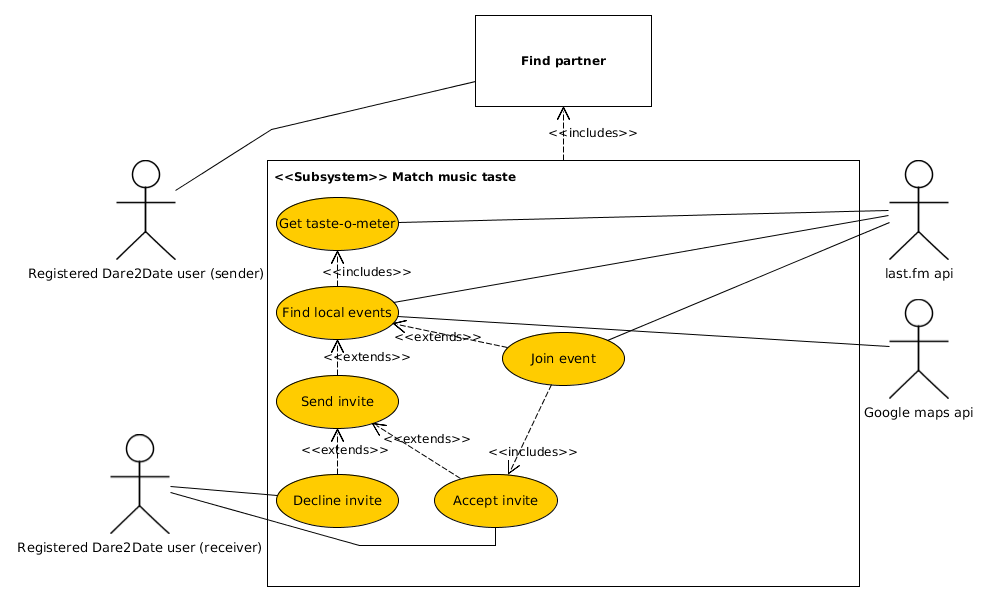 Find partner
<<includes>>
<<Subsystem>> Match music taste
Get taste-o-meter
Registered Dare2Date user (sender)
<<includes>>
last.fm api
Find local events
<<extends>>
<<extends>>
Join event
Send invite
Google maps api
<<extends>>
<<extends>>
<<includes>>
Decline invite
Accept invite
Registered Dare2Date user (receiver)